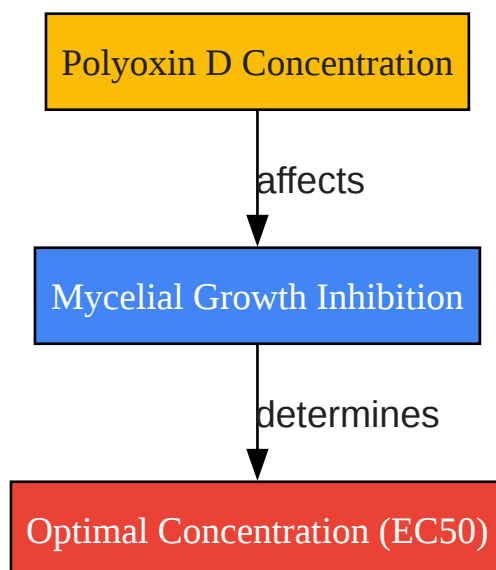 Polyoxin D Concentration
affects
Mycelial Growth Inhibition
determines
Optimal Concentration (EC50)